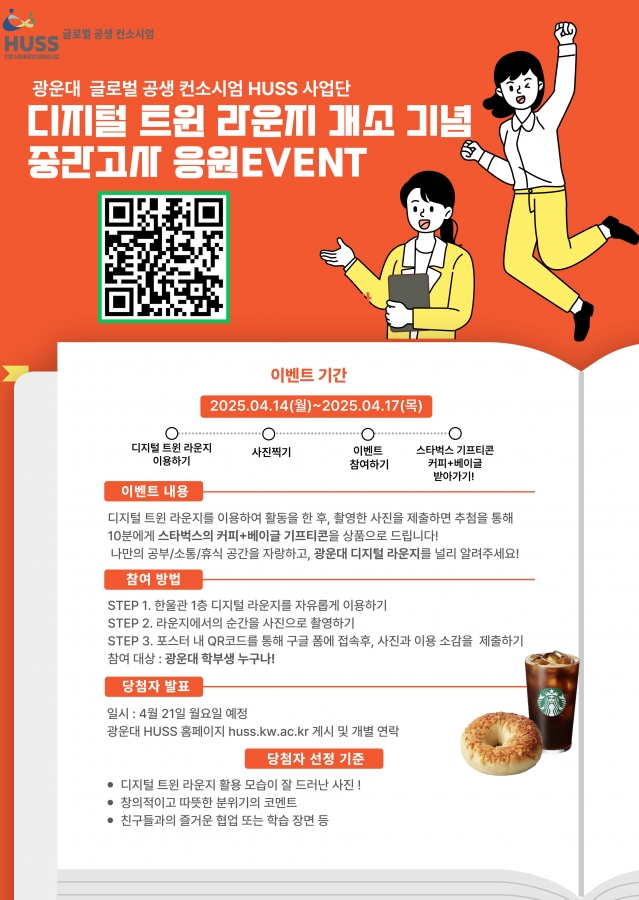 HUSS
글로벌 공생 컨소시엄
광운대 글로벌 공생 컨소시엄 HUSS 사업단
디지털 트윈 라운지 개소 기념
중간고사 응원EVENT
이벤트 기간
2025.04.14(월)~2025.04.17(목)
디지털 트윈 라운지
이용하기
사진찍기
이벤트
참여하기
스타벅스 기프티콘
커피+베이글
받아가기!
이벤트 내용
디지털 트윈 라운지를 이용하여 활동을 한 후, 촬영한 사진을 제출하면 추첨을 통해
10분에게 스타벅스의 커피+베이글 기프티콘을 상품으로 드립니다!
나만의 공부/소통/휴식 공간을 자랑하고, 광운대 디지털 라운지를 널리 알려주세요!
참여 방법
STEP 1. 한울관 1층 디지털 라운지를 자유롭게 이용하기
STEP 2. 라운지에서의 순간을 사진으로 촬영하기
STEP 3. 포스터 내 QR코드를 통해 구글 폼에 접속후, 사진과 이용 소감을 제출하기
참여 대상 : 광운대 학부생 누구나!
당첨자 발표
일시 : 4월 21일 월요일 예정
광운대 HUSS 홈페이지 huss.kw.ac.kr 게시 및 개별 연락
당첨자 선정 기준
• 디지털 트윈 라운지 활용 모습이 잘 드러난 사진 !
• 창의적이고 따뜻한 분위기의 코멘트
• 친구들과의 즐거운 협업 또는 학습 장면 등